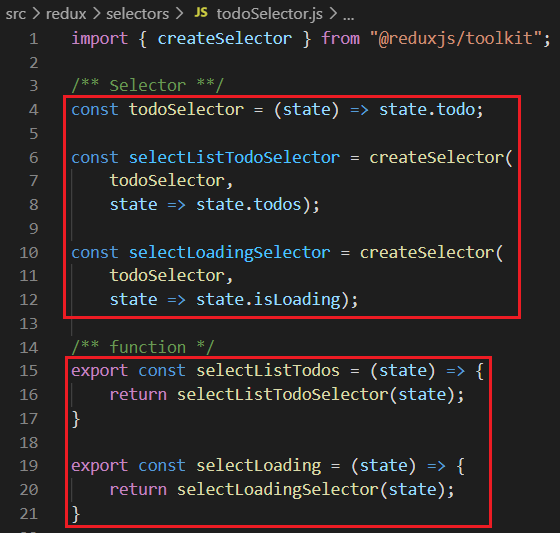 src > redux > selectors > JS todoSelector.js > ...
1 import { createSelector } from "@reduxjs/toolkit";
2
3 /** Selector **/
4 const todoSelector = (state) => state.todo;
5
6 const selectListTodoSelector = createSelector(
7     todoSelector,
8     state => state.todos);
9
10 const selectLoadingSelector = createSelector(
11     todoSelector,
12     state => state.isLoading);
13
14 /** function */
15 export const selectListTodos = (state) => {
16     return selectListTodoSelector(state);
17 }
18
19 export const selectLoading = (state) => {
20     return selectLoadingSelector(state);
21 }